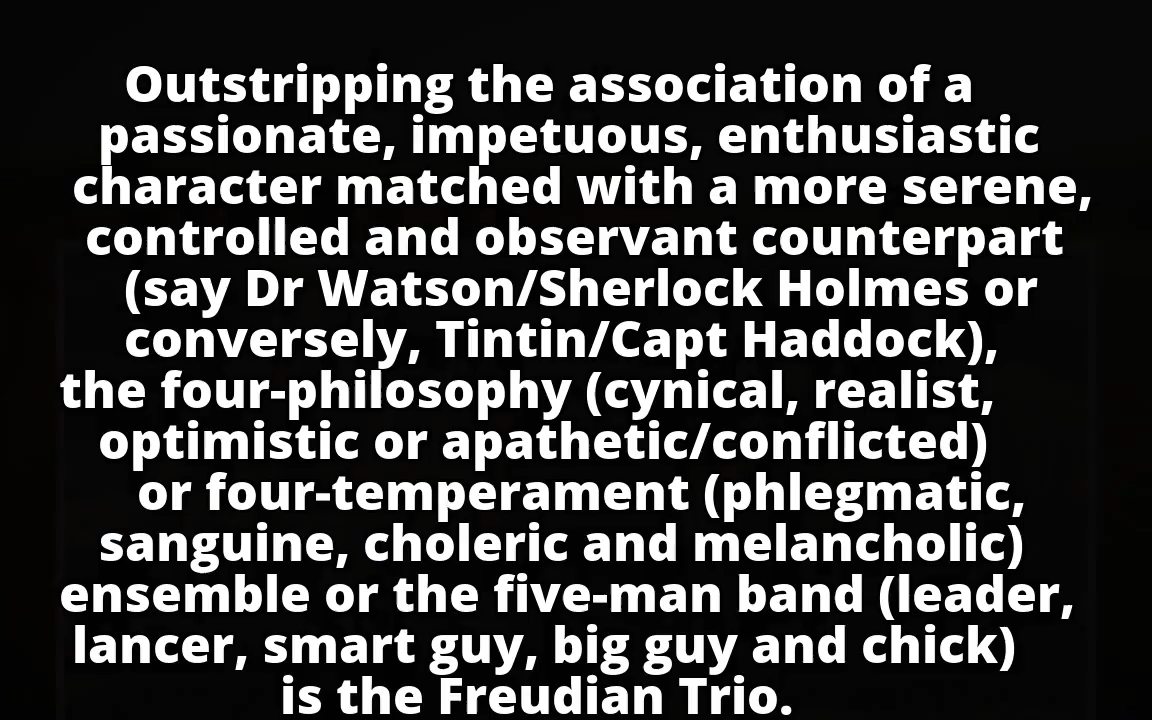 Outstripping the association of a
passionate, impetuous, enthusiastic
character matched with a more serene,
controlled and observant counterpart
(say Dr Watson/Sherlock Holmes or
conversely, Tintin/Capt Haddock),
the four-philosophy (cynical, realist,
optimistic or apathetic/conflicted)
or four-temperament (phlegmatic,
sanguine, choleric and melancholic)
ensemble or the five-man band (leader,
lancer, smart guy, big guy and chick)
is the Freudian Trio.